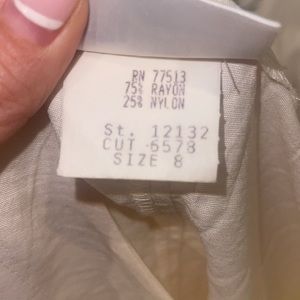 RN 77513
75% RAYON
25% NYLON
St. 12132
CUT 6578
SIZE 8